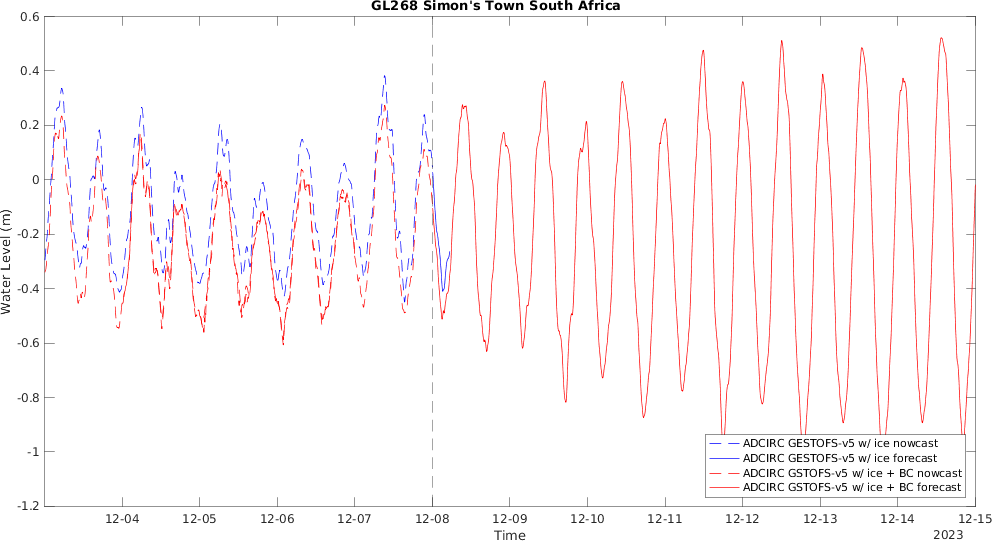 GL268 Simon's Town South Africa
0.6
0.4
0.2
0
-0.2
-0.4
-0.6
-0.8
-1
-1.2
Water Level (m)
12-04 12-05 12-06 12-07 12-08 12-09 12-10 12-11 12-12 12-13 12-14 12-15
Time
2023
ADCIRC GESTOFS-v5 w/ ice nowcast
ADCIRC GESTOFS-v5 w/ ice forecast
ADCIRC GSTOFS-v5 w/ ice + BC nowcast
ADCIRC GSTOFS-v5 w/ ice + BC forecast